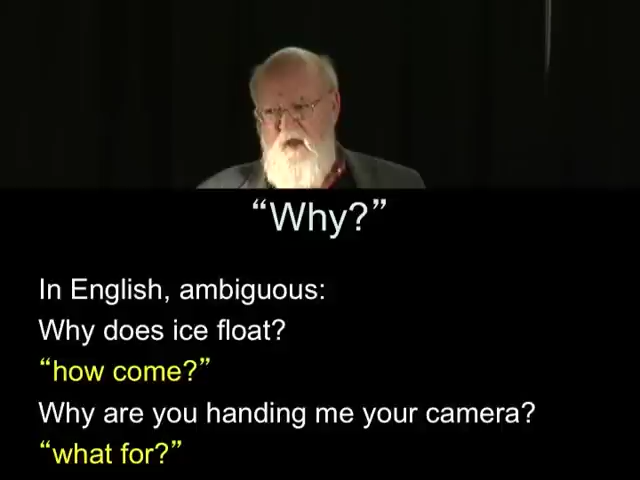 “Why?”
In English, ambiguous:
Why does ice float?
“how come?”
Why are you handing me your camera?
“what for?”